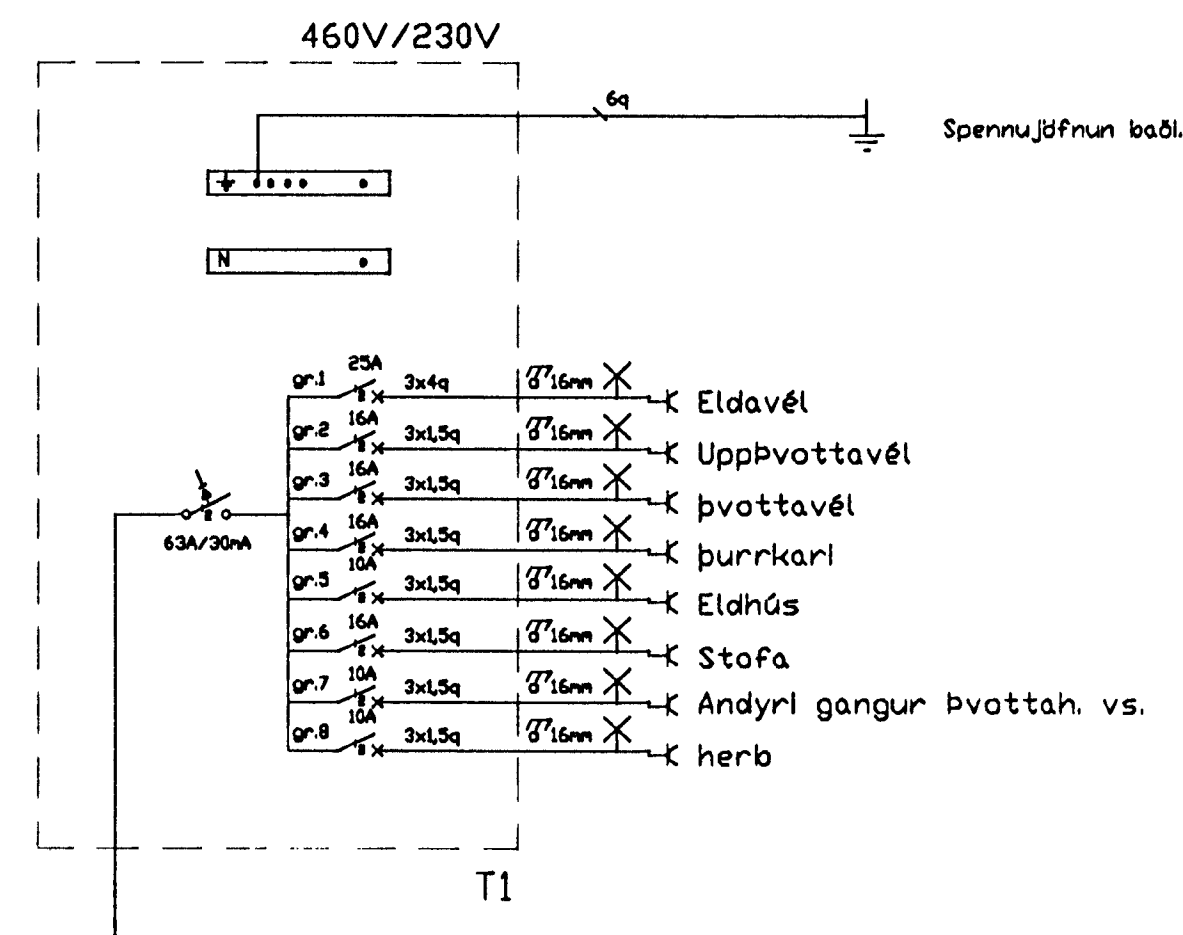 460V/230V
6q
Spennujöfnun baði.
N
gr.1 25A 3x4q 16mm Eldavél
gr.2 16A 3x1,5q 16mm Uppþvottavél
gr.3 16A 3x1,5q 16mm þvottavél
gr.4 16A 3x1,5q 16mm þurrkari
gr.5 10A 3x1,5q 16mm Eldhús
gr.6 16A 3x1,5q 16mm Stofa
gr.7 10A 3x1,5q 16mm Andyri gangur þvottah. vs.
gr.8 10A 3x1,5q 16mm herb
63A/30mA
T1